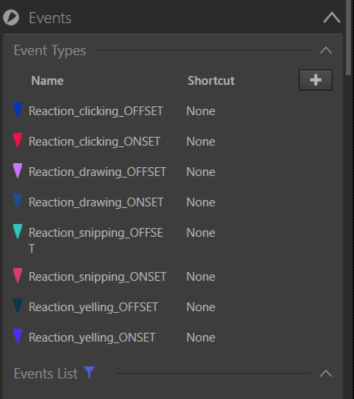 Events
Event Types
Name Shortcut
Reaction_clicking_OFFSET None
Reaction_clicking_ONSET None
Reaction_drawing_OFFSET None
Reaction_drawing_ONSET None
Reaction_snipping_OFFSE None
T
Reaction_snipping_ONSET None
Reaction_yelling_OFFSET None
Reaction_yelling_ONSET None
Events List